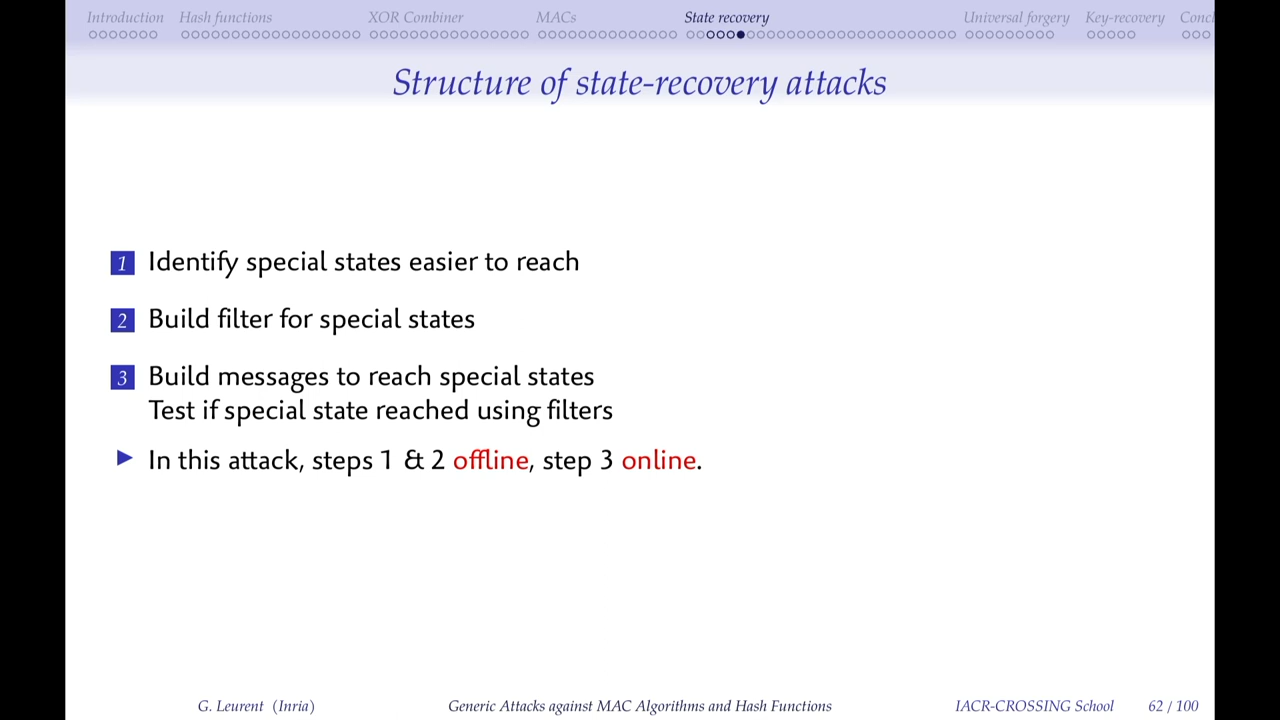 Introduction Hash functions XOR Combiner MACs State recovery Universal forgery Key-recovery
Structure of state-recovery attacks
1 Identify special states easier to reach
2 Build filter for special states
3 Build messages to reach special states
Test if special state reached using filters
▶ In this attack, steps 1 & 2 offline, step 3 online.
G. Leurent (Inria) Generic Attacks against MAC Algorithms and Hash Functions IACR-CROSSING School 62 / 100